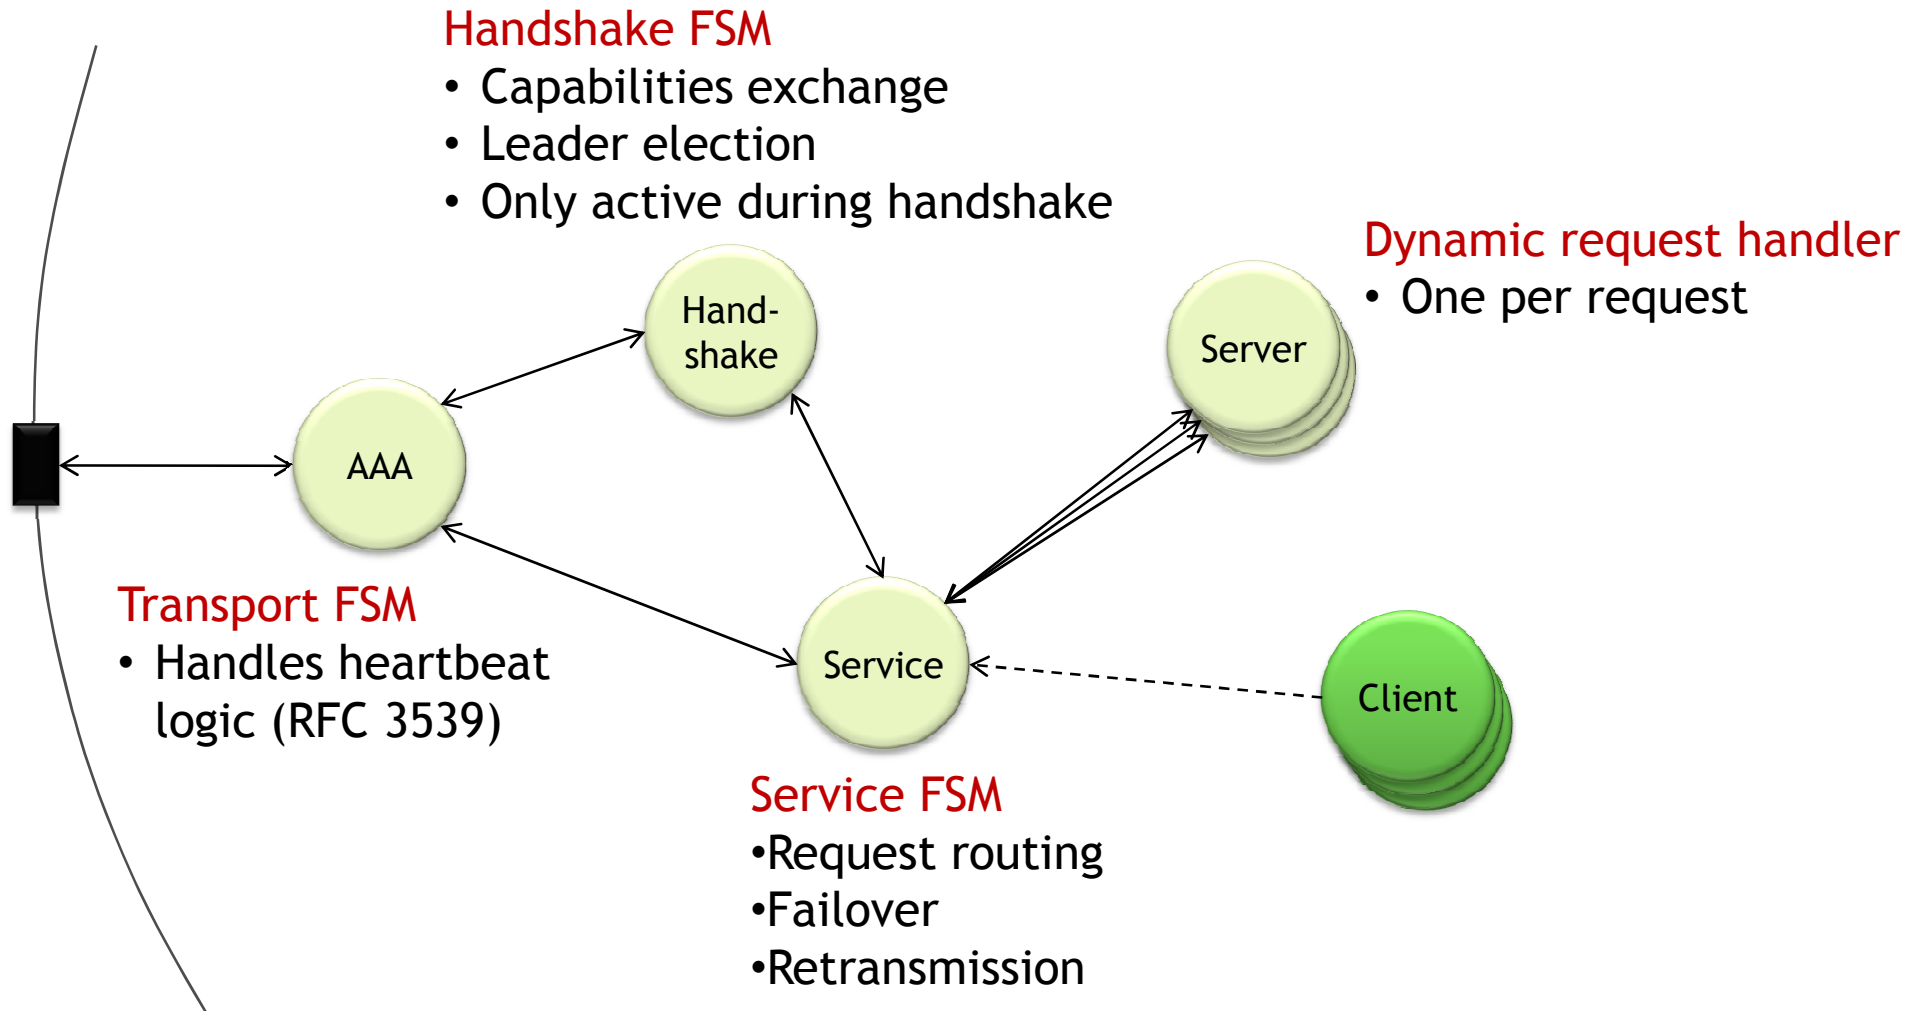 Handshake FSM
• Capabilities exchange
• Leader election
• Only active during handshake
Dynamic request handler
• One per request
Hand-
shake
Server
AAA
Transport FSM
• Handles heartbeat
logic (RFC 3539)
Service
Client
Service FSM
•Request routing
•Failover
•Retransmission